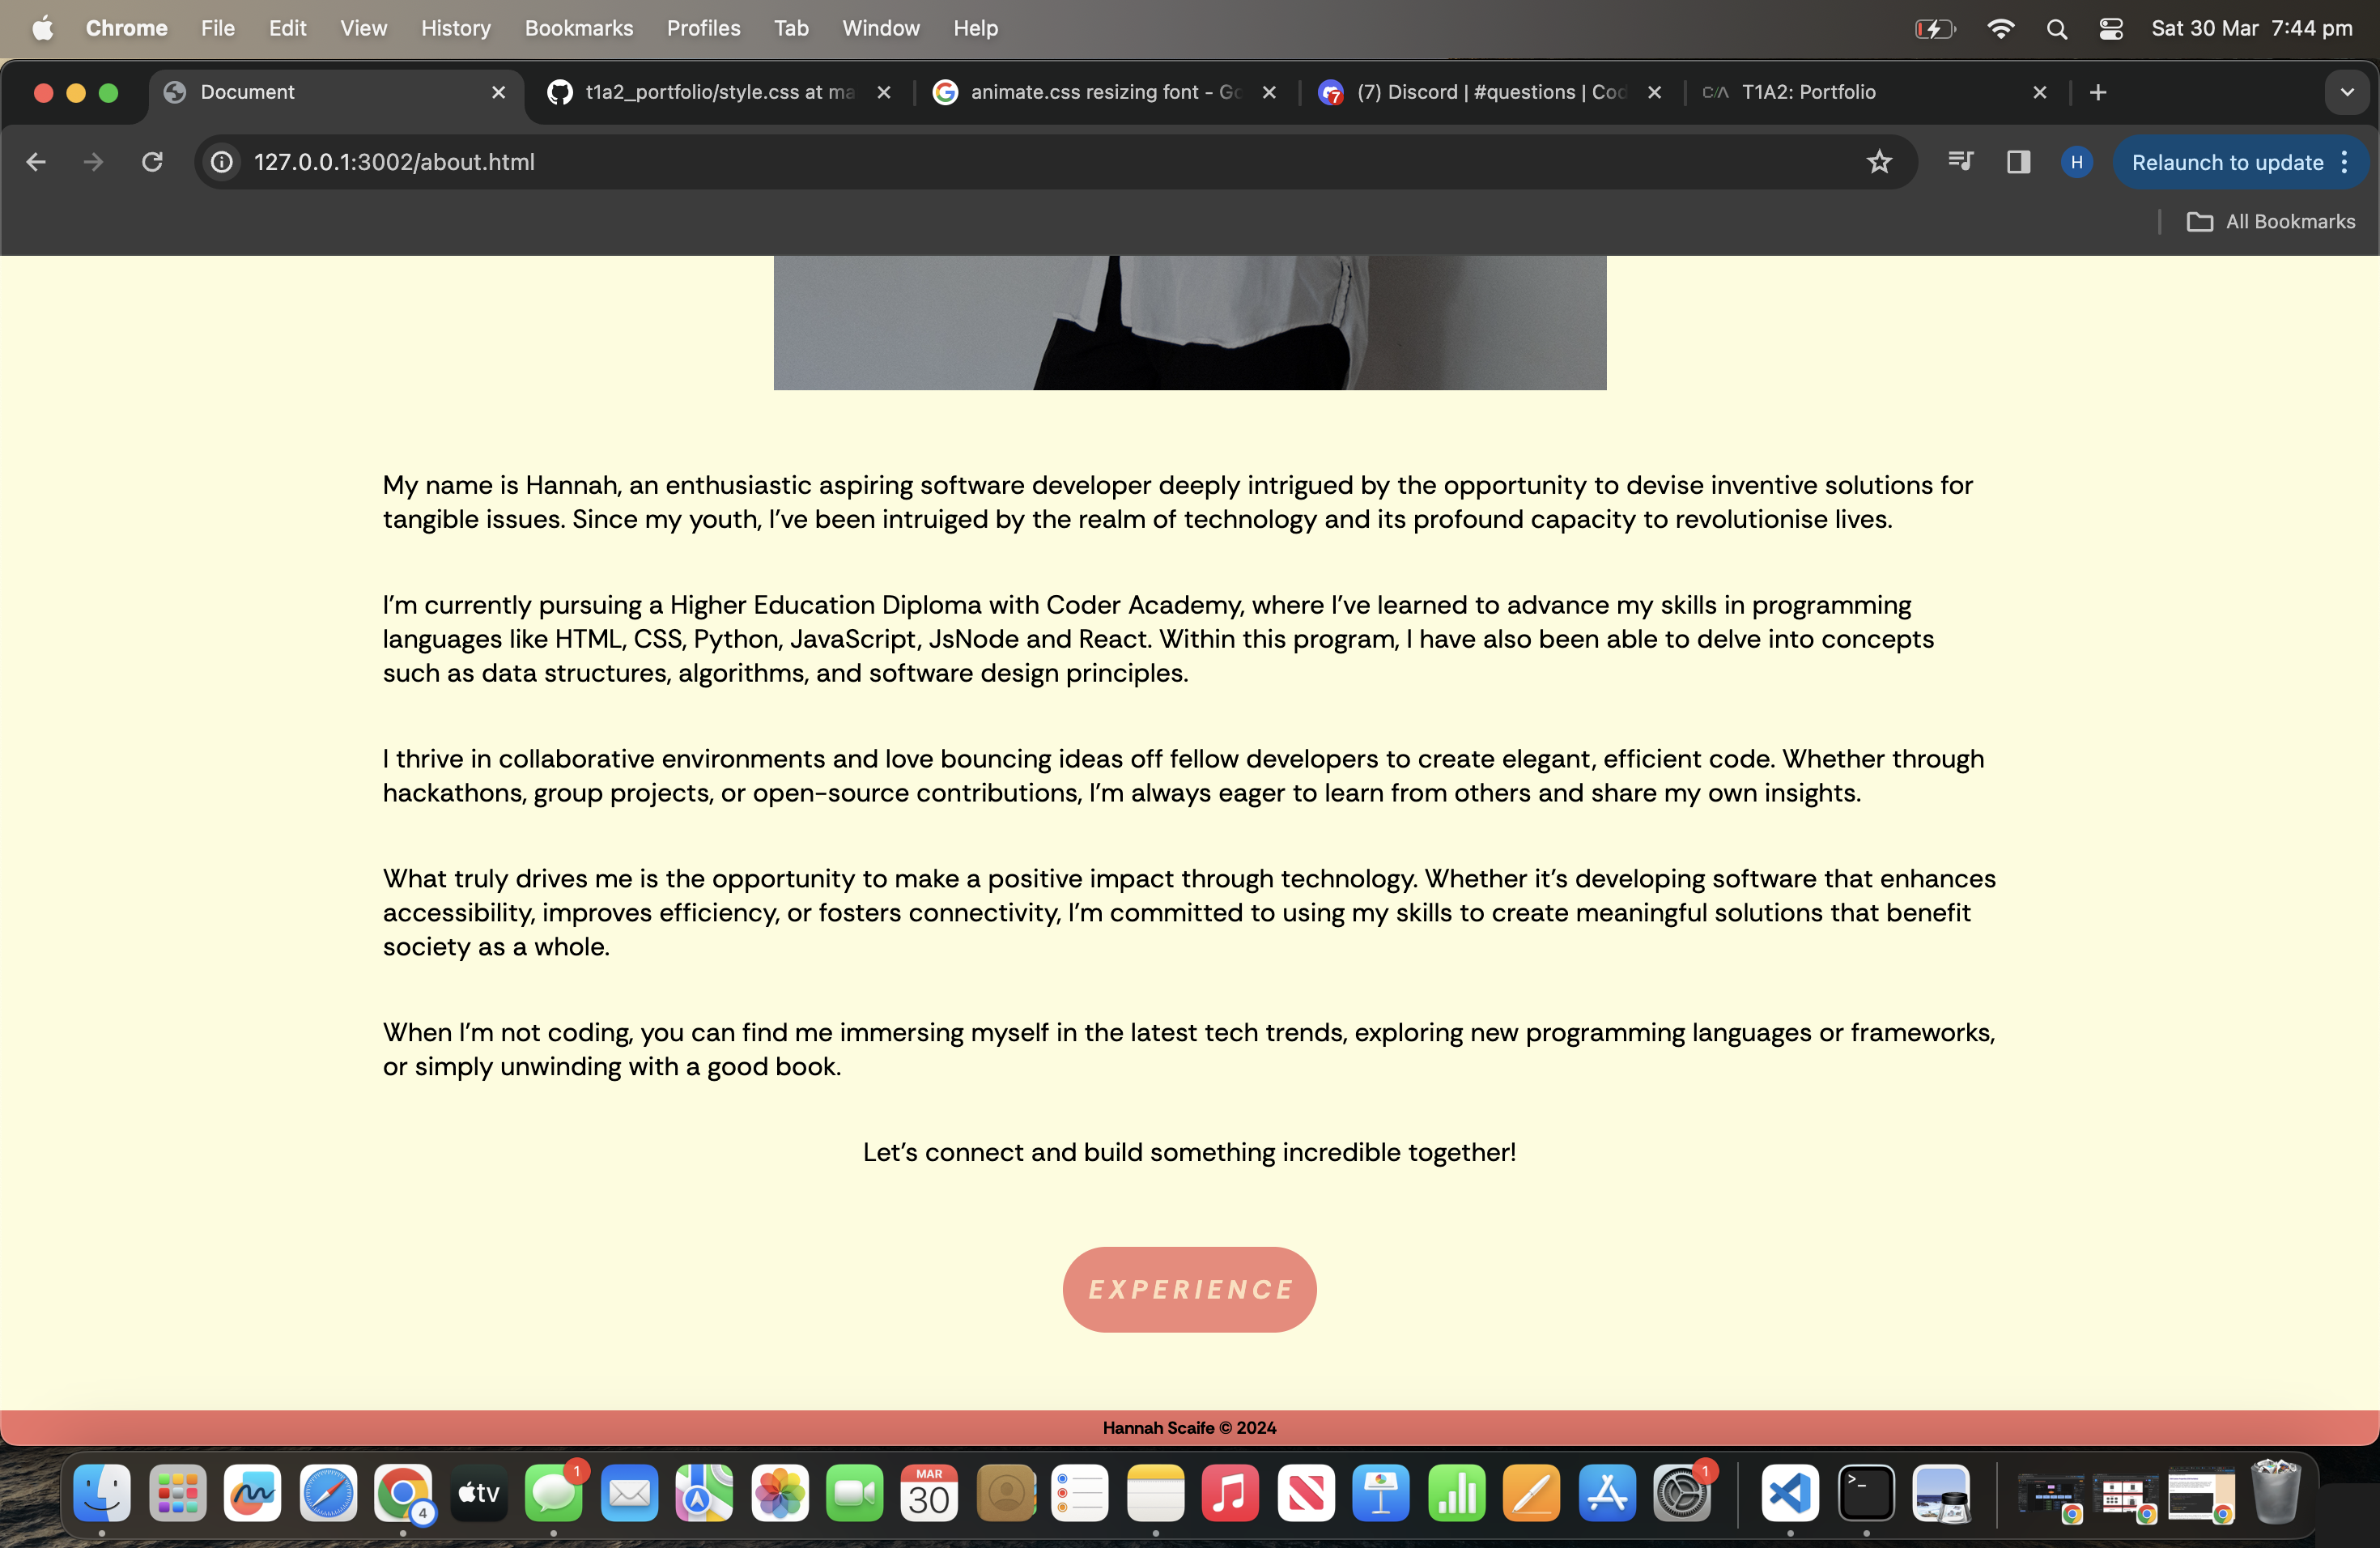 Chrome File Edit View History Bookmarks Profiles Tab Window Help Sat 30 Mar 7:44 pm
Document t1a2_portfolio/style.css at ma animate.css resizing font - Go (7) Discord | #questions | Cod C/\ T1A2: Portfolio
127.0.0.1:3002/about.html H Relaunch to update
All Bookmarks
My name is Hannah, an enthusiastic aspiring software developer deeply intrigued by the opportunity to devise inventive solutions for
tangible issues. Since my youth, I've been intruiged by the realm of technology and its profound capacity to revolutionise lives.
I'm currently pursuing a Higher Education Diploma with Coder Academy, where I've learned to advance my skills in programming
languages like HTML, CSS, Python, JavaScript, JsNode and React. Within this program, I have also been able to delve into concepts
such as data structures, algorithms, and software design principles.
I thrive in collaborative environments and love bouncing ideas off fellow developers to create elegant, efficient code. Whether through
hackathons, group projects, or open-source contributions, I'm always eager to learn from others and share my own insights.
What truly drives me is the opportunity to make a positive impact through technology. Whether it's developing software that enhances
accessibility, improves efficiency, or fosters connectivity, I'm committed to using my skills to create meaningful solutions that benefit
society as a whole.
When I'm not coding, you can find me immersing myself in the latest tech trends, exploring new programming languages or frameworks,
or simply unwinding with a good book.
Let's connect and build something incredible together!
EXPERIENCE
Hannah Scaife © 2024
4 tv 1 MAR 30 1